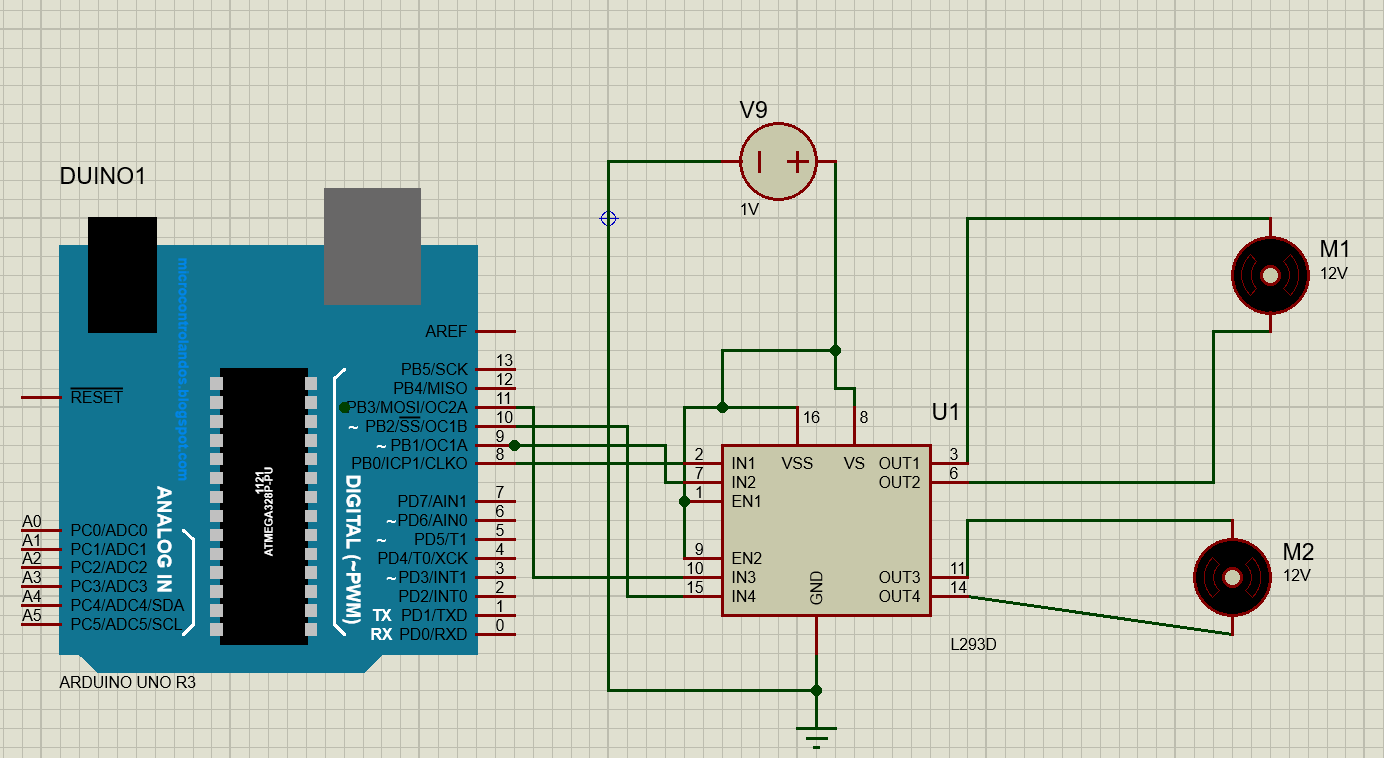 V9
1V
DUINO1
microcontrolandos.blogspot.com
RESET
AREF
PB5/SCK 13
PB4/MISO 12
PB3/MOSI/OC2A 11
~ PB2/SS/OC1B 10
~ PB1/OC1A 9
PB0/ICP1/CLKO 8
PD7/AIN1 7
~ PD6/AIN0 6
~ PD5/T1 5
PD4/T0/XCK 4
~ PD3/INT1 3
PD2/INT0 2
TX PD1/TXD 1
RX PD0/RXD 0
DIGITAL (~PWM)
ANALOG IN
1121
ATMEGA328P-PU
A0 PC0/ADC0
A1 PC1/ADC1
A2 PC2/ADC2
A3 PC3/ADC3
A4 PC4/ADC4/SDA
A5 PC5/ADC5/SCL
ARDUINO UNO R3
U1
16 VSS
8 VS
2 IN1
7 IN2
1 EN1
9 EN2
10 IN3
15 IN4
GND
OUT1 3
OUT2 6
OUT3 11
OUT4 14
L293D
M1
12V
M2
12V